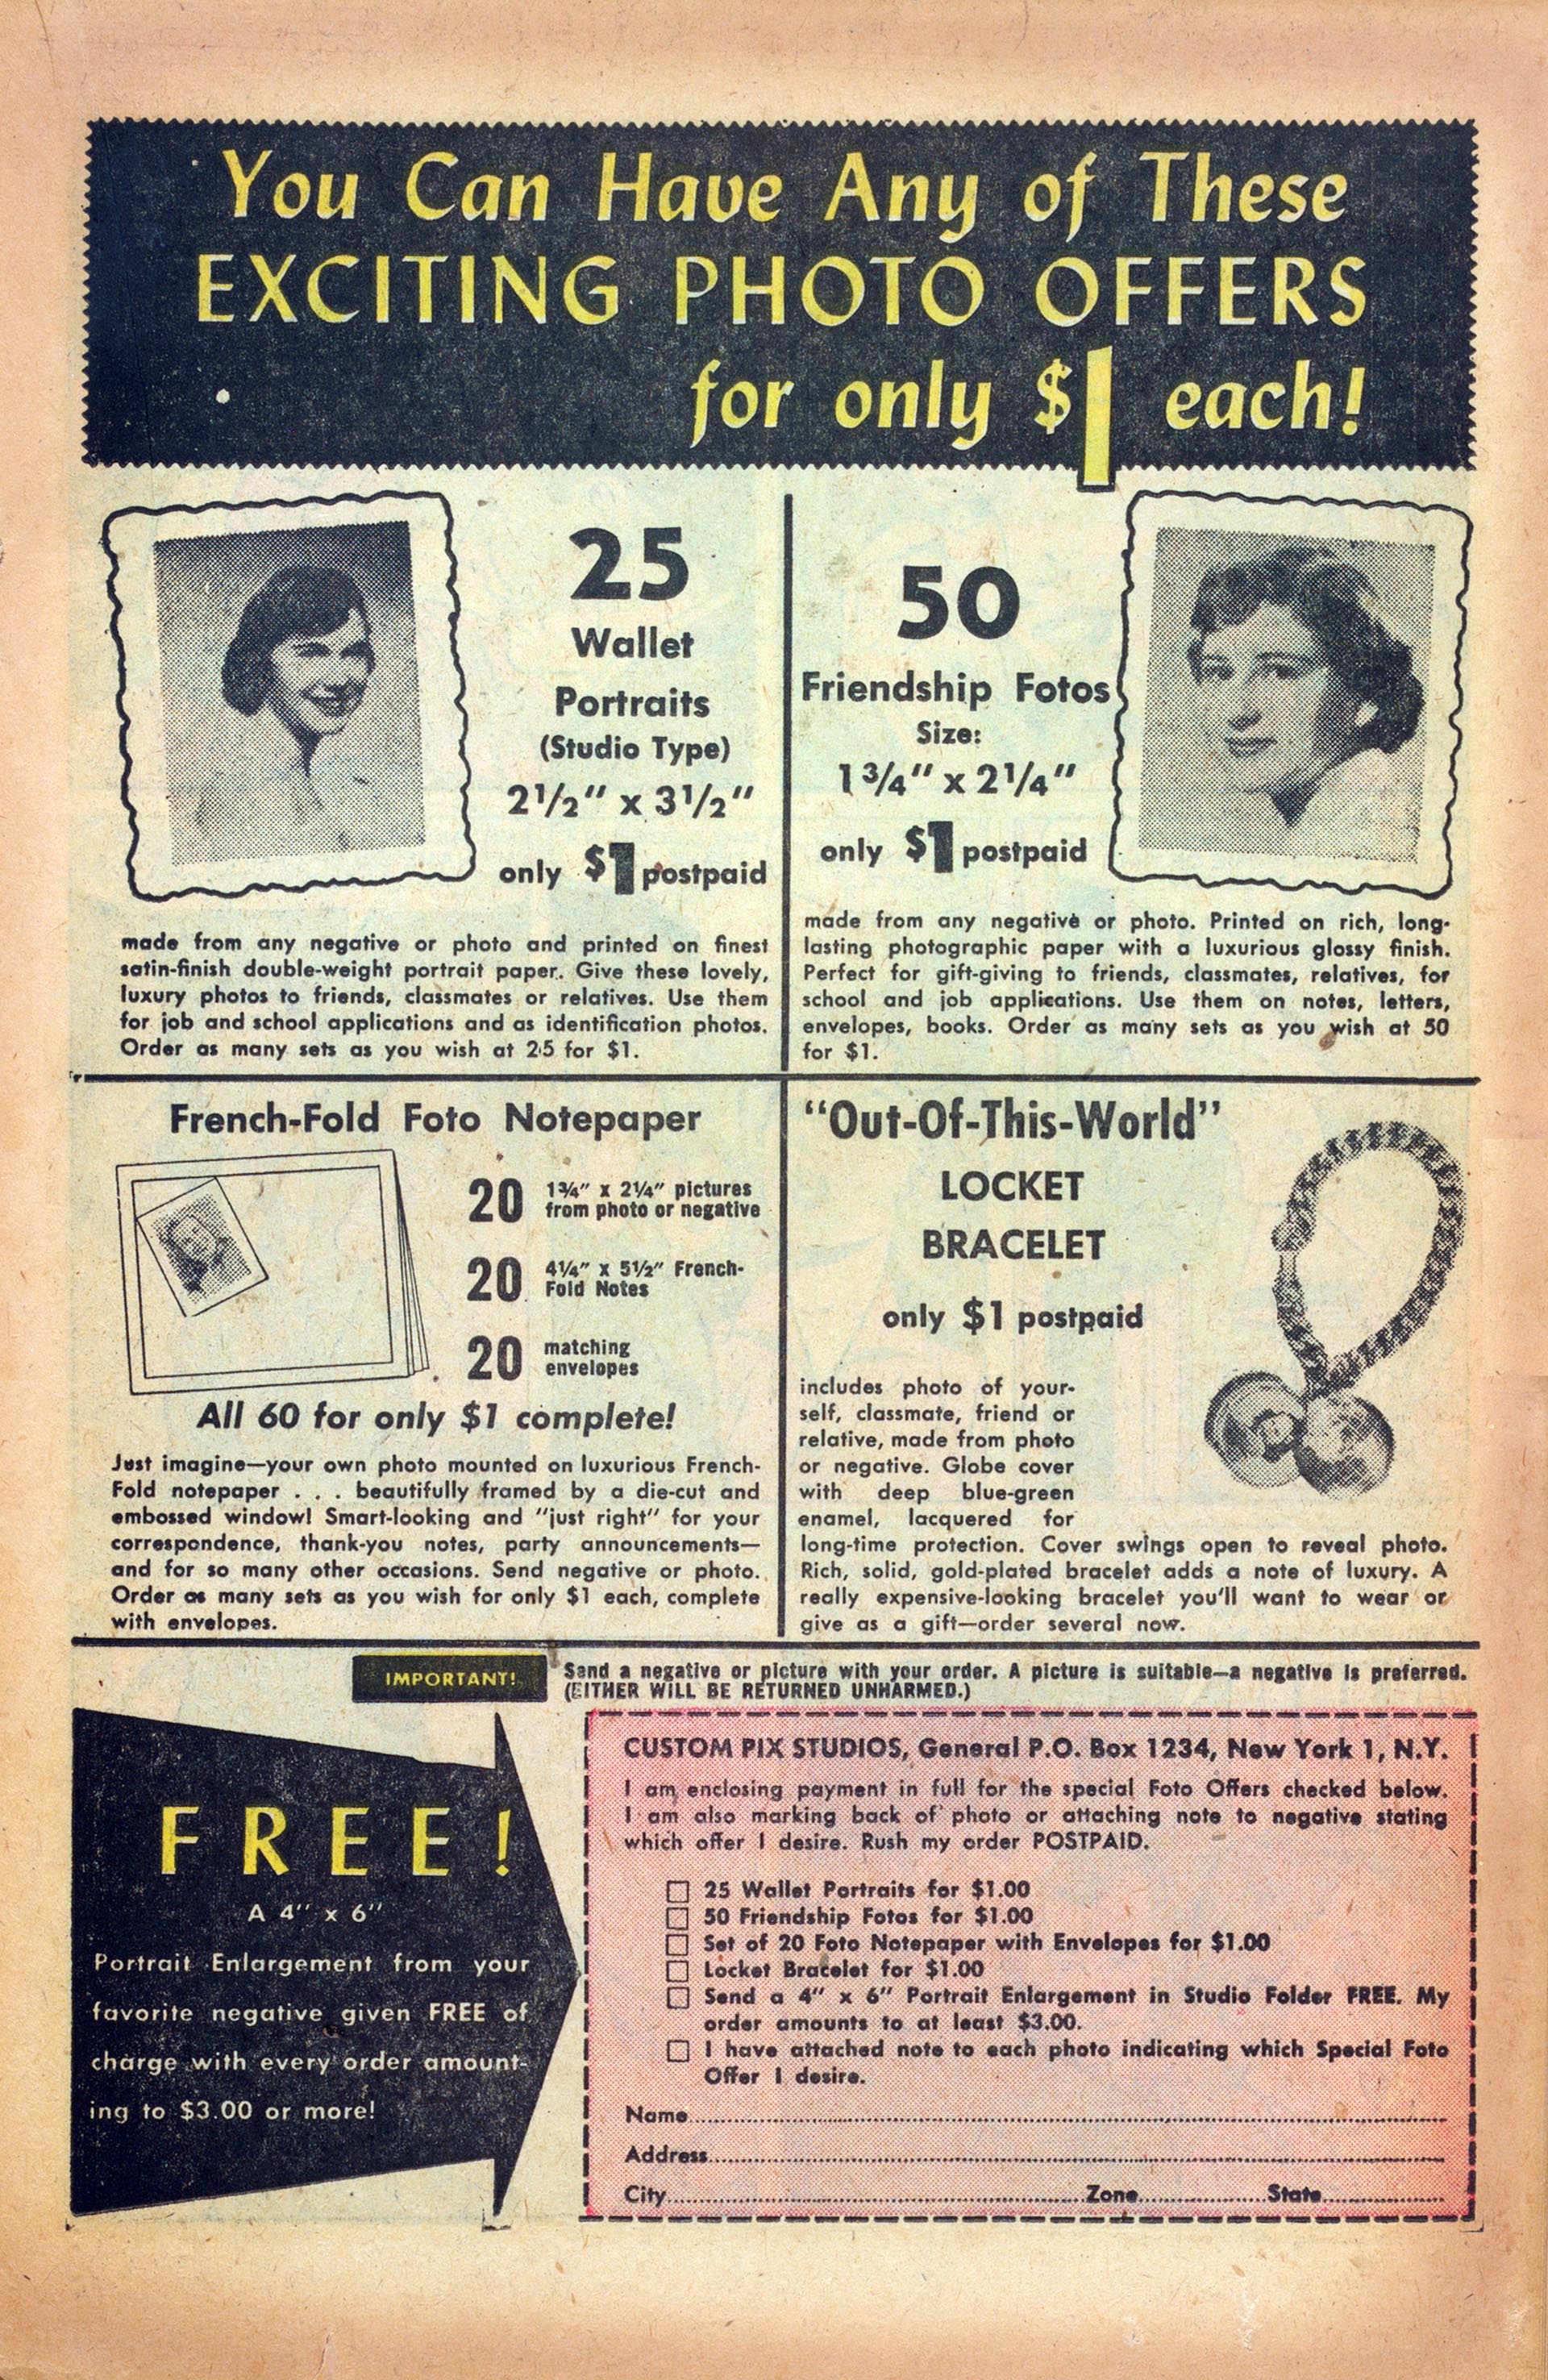 You Can Have Any of These
EXCITING PHOTO OFFERS
for only $1 each!
25
Wallet
Portraits
(Studio Type)
2 1/2" x 3 1/2"
only $1 postpaid
made from any negative or photo and printed on finest
satin-finish double-weight portrait paper. Give these lovely,
luxury photos to friends, classmates or relatives. Use them
for job and school applications and as identification photos.
Order as many sets as you wish at 25 for $1.
50
Friendship Fotos
Size:
1 3/4" x 2 1/4"
only $1 postpaid
made from any negative or photo. Printed on rich, long-
lasting photographic paper with a luxurious glossy finish.
Perfect for gift-giving to friends, classmates, relatives, for
school and job applications. Use them on notes, letters,
envelopes, books. Order as many sets as you wish at 50
for $1.
French-Fold Foto Notepaper
20 1 3/4" x 2 1/4" pictures
from photo or negative
20 4 1/4" x 5 1/2" French-
Fold Notes
20 matching
envelopes
All 60 for only $1 complete!
Just imagine—your own photo mounted on luxurious French-
Fold notepaper . . . beautifully framed by a die-cut and
embossed window! Smart-looking and "just right" for your
correspondence, thank-you notes, party announcements—
and for so many other occasions. Send negative or photo.
Order as many sets as you wish for only $1 each, complete
with envelopes.
"Out-Of-This-World"
LOCKET
BRACELET
only $1 postpaid
includes photo of your-
self, classmate, friend or
relative, made from photo
or negative. Globe cover
with deep blue-green
enamel, lacquered for
long-time protection. Cover swings open to reveal photo.
Rich, solid, gold-plated bracelet adds a note of luxury. A
really expensive-looking bracelet you'll want to wear or
give as a gift—order several now.
IMPORTANT! Send a negative or picture with your order. A picture is suitable—a negative is preferred.
(EITHER WILL BE RETURNED UNHARMED.)
FREE!
A 4" x 6"
Portrait Enlargement from your
favorite negative given FREE of
charge with every order amount-
ing to $3.00 or more!
CUSTOM PIX STUDIOS, General P.O. Box 1234, New York 1, N.Y.
I am enclosing payment in full for the special Foto Offers checked below.
I am also marking back of photo or attaching note to negative stating
which offer I desire. Rush my order POSTPAID.
□ 25 Wallet Portraits for $1.00
□ 50 Friendship Fotos for $1.00
□ Set of 20 Foto Notepaper with Envelopes for $1.00
□ Locket Bracelet for $1.00
□ Send a 4" x 6" Portrait Enlargement in Studio Folder FREE. My
order amounts to at least $3.00.
□ I have attached note to each photo indicating which Special Foto
Offer I desire.
Name
Address
City Zone State